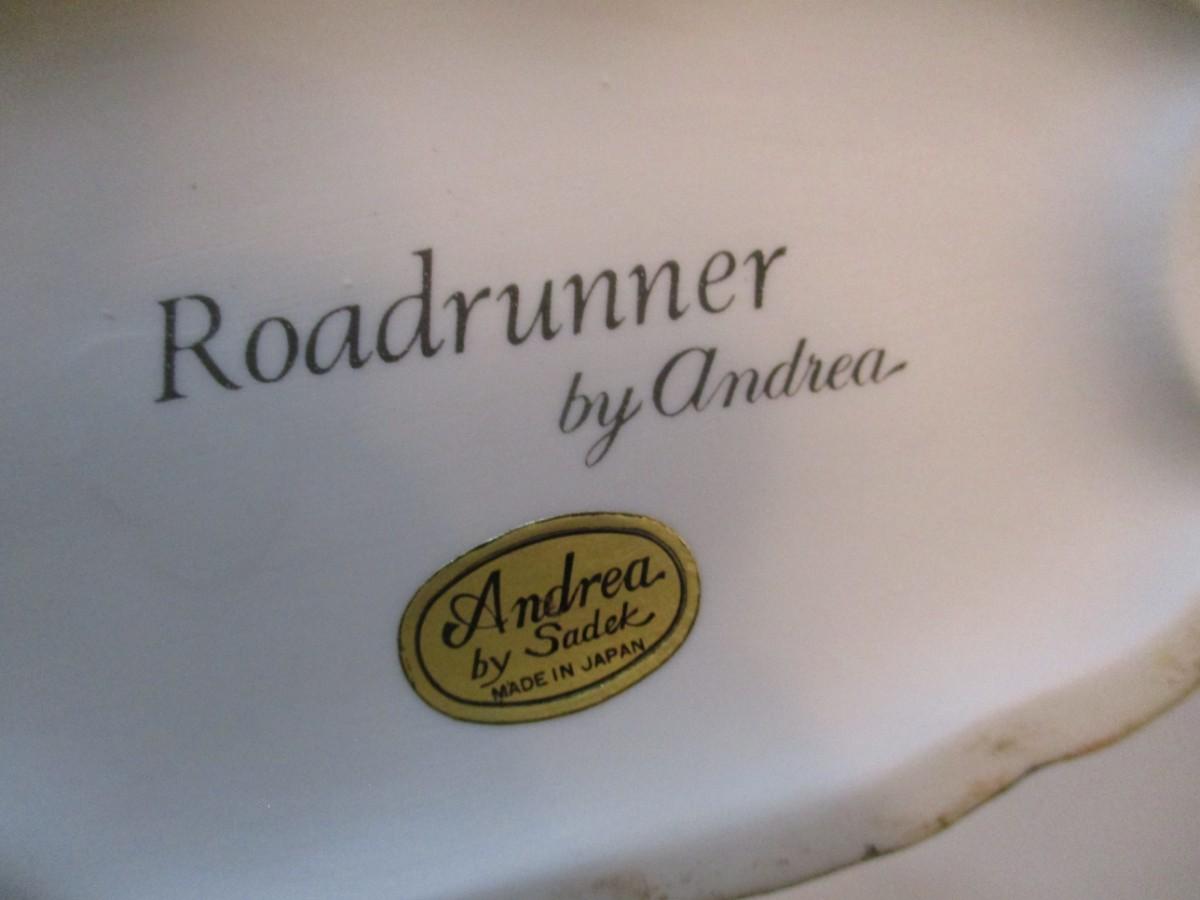 Roadrunner
by Andrea
Andrea
by Sadek
MADE IN JAPAN